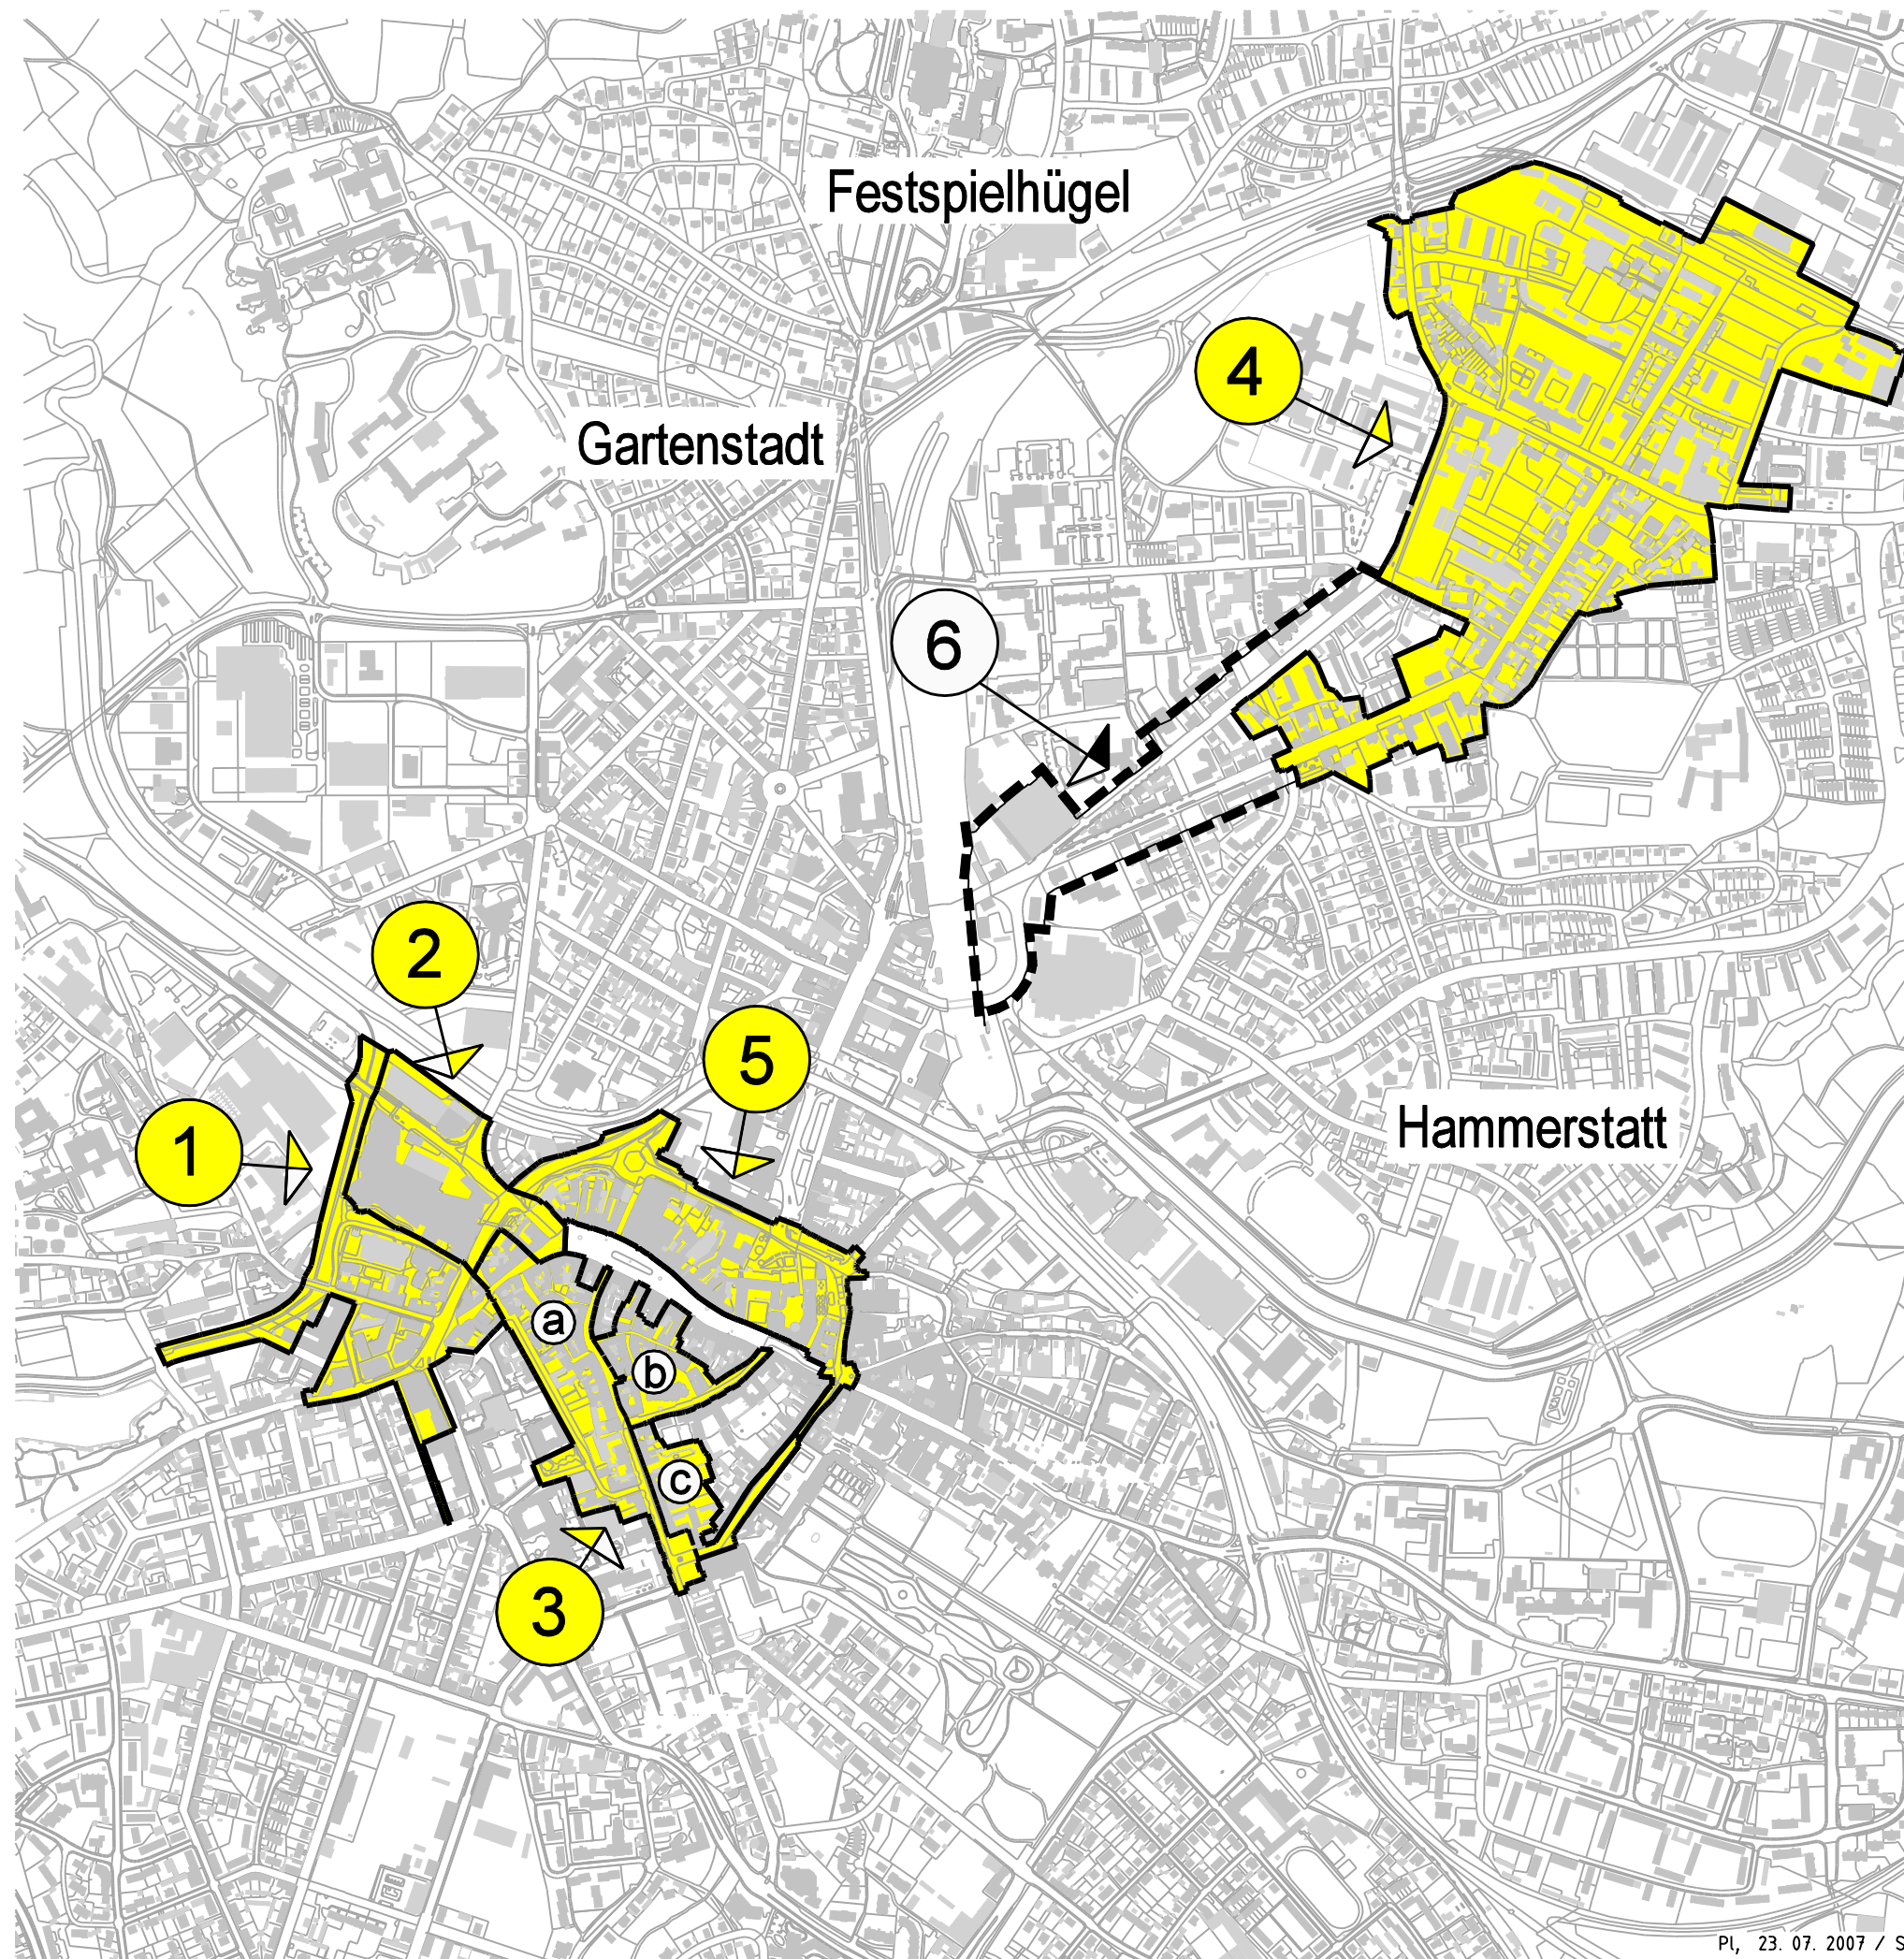 Festspielhügel
4
Gartenstadt
6
2
5
1
Hammerstatt
a
b
c
3
Pl, 23. 07. 2007 / S